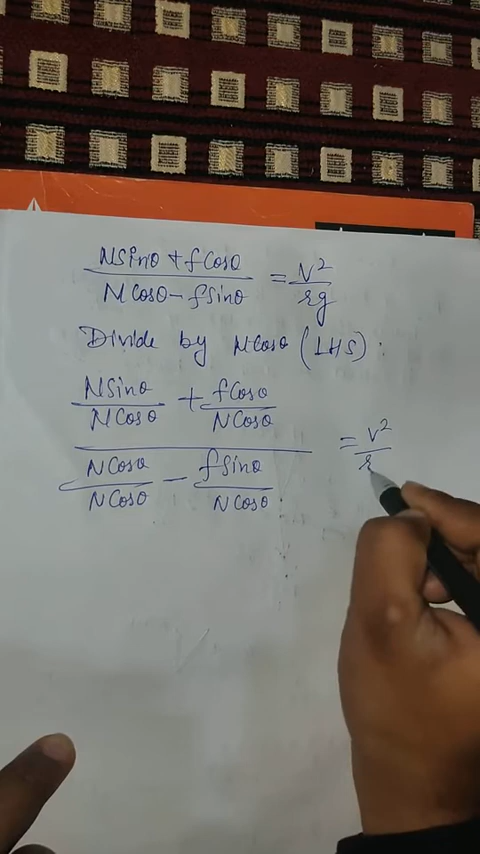 NSinθ + fCosθ / NCosθ − fSinθ = V² / rg
Divide by NCosθ (LHS) :
NSinθ / NCosθ + fCosθ / NCosθ
= V² / r
NCosθ / NCosθ − fSinθ / NCosθ